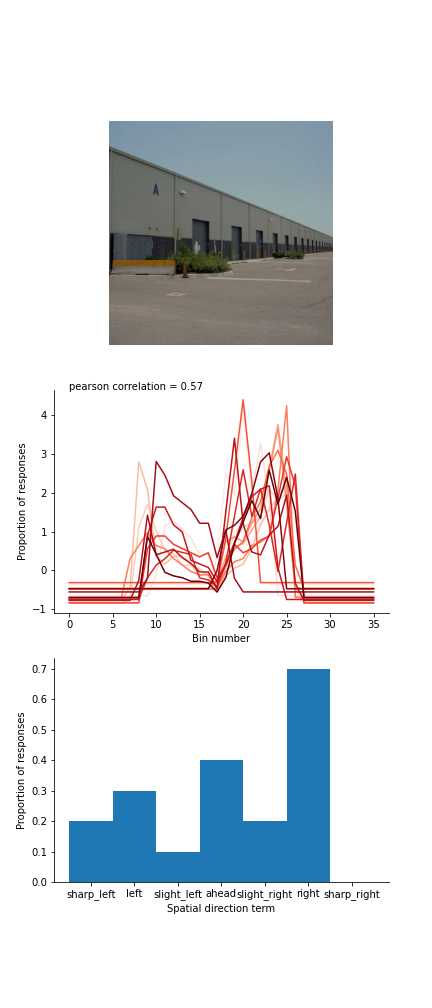 A
pearson correlation = 0.57
Proportion of responses
4
3
2
1
0
−1
0 5 10 15 20 25 30 35
Bin number
Proportion of responses
0.7
0.6
0.5
0.4
0.3
0.2
0.1
0.0
sharp_left left slight_left ahead slight_right right sharp_right
Spatial direction term